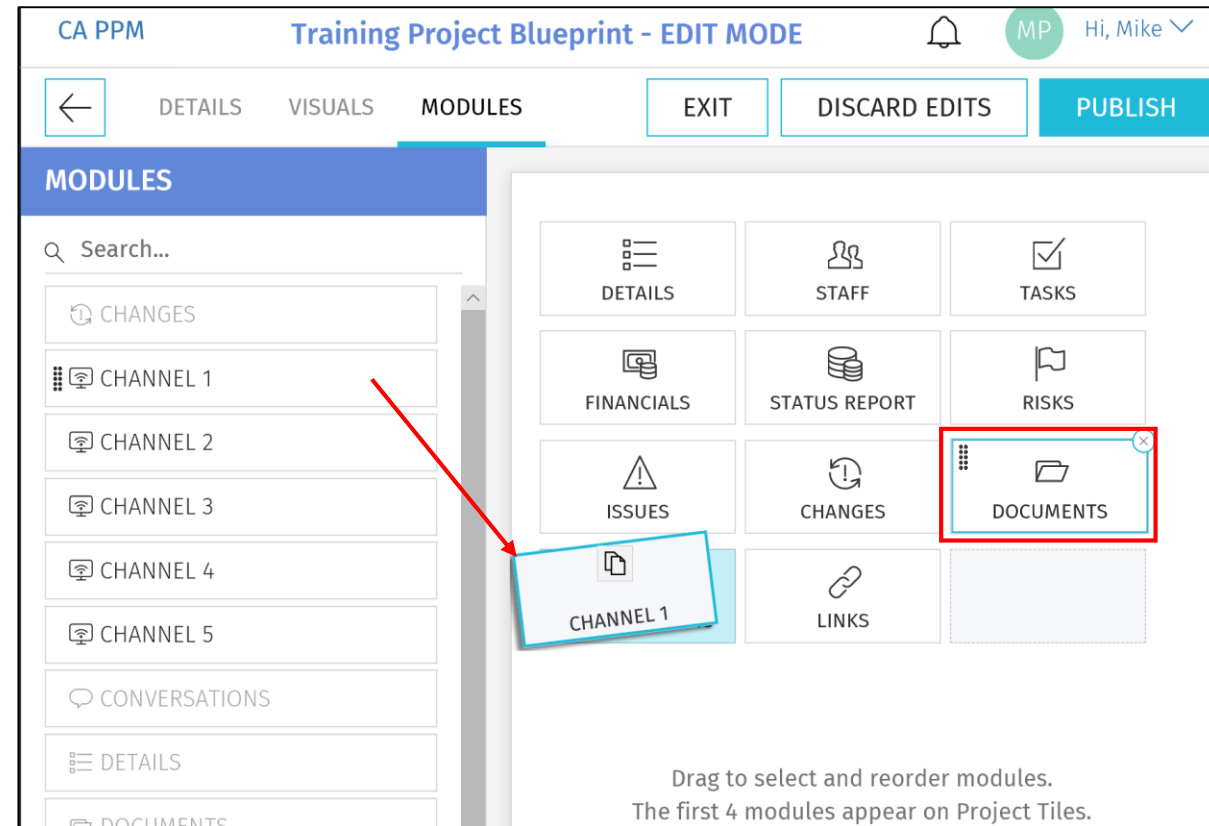 CA PPM
Training Project Blueprint - EDIT MODE
MP
Hi, Mike
DETAILS
VISUALS
MODULES
EXIT
DISCARD EDITS
PUBLISH
MODULES
Search...
CHANGES
CHANNEL 1
CHANNEL 2
CHANNEL 3
CHANNEL 4
CHANNEL 5
CONVERSATIONS
DETAILS
DOCUMENTS
DETAILS
STAFF
TASKS
FINANCIALS
STATUS REPORT
RISKS
ISSUES
CHANGES
DOCUMENTS
CHANNEL 1
LINKS
Drag to select and reorder modules.
The first 4 modules appear on Project Tiles.